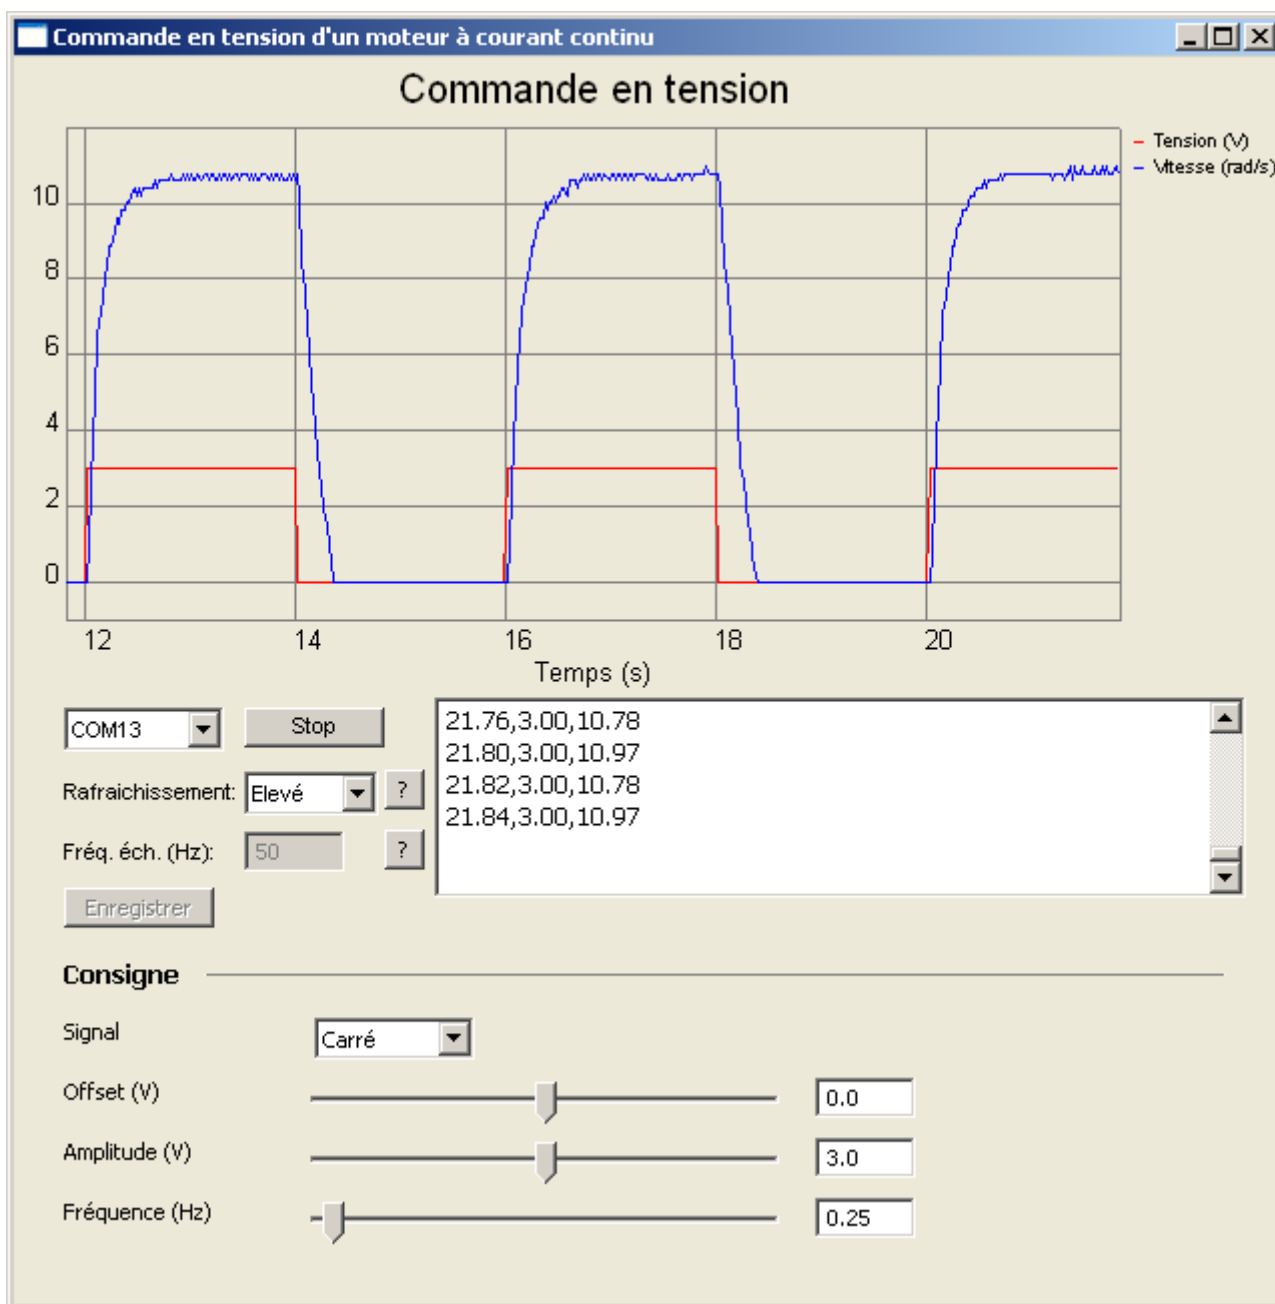 Commande en tension d'un moteur à courant continu
Commande en tension
Tension (V)
Vitesse (rad/s)
10
8
6
4
2
0
12 14 16 18 20
Temps (s)
COM13 Stop
Rafraichissement: Elevé ?
Fréq. éch. (Hz): 50 ?
Enregistrer
21.76,3.00,10.78
21.80,3.00,10.97
21.82,3.00,10.78
21.84,3.00,10.97
Consigne
Signal Carré
Offset (V) 0.0
Amplitude (V) 3.0
Fréquence (Hz) 0.25